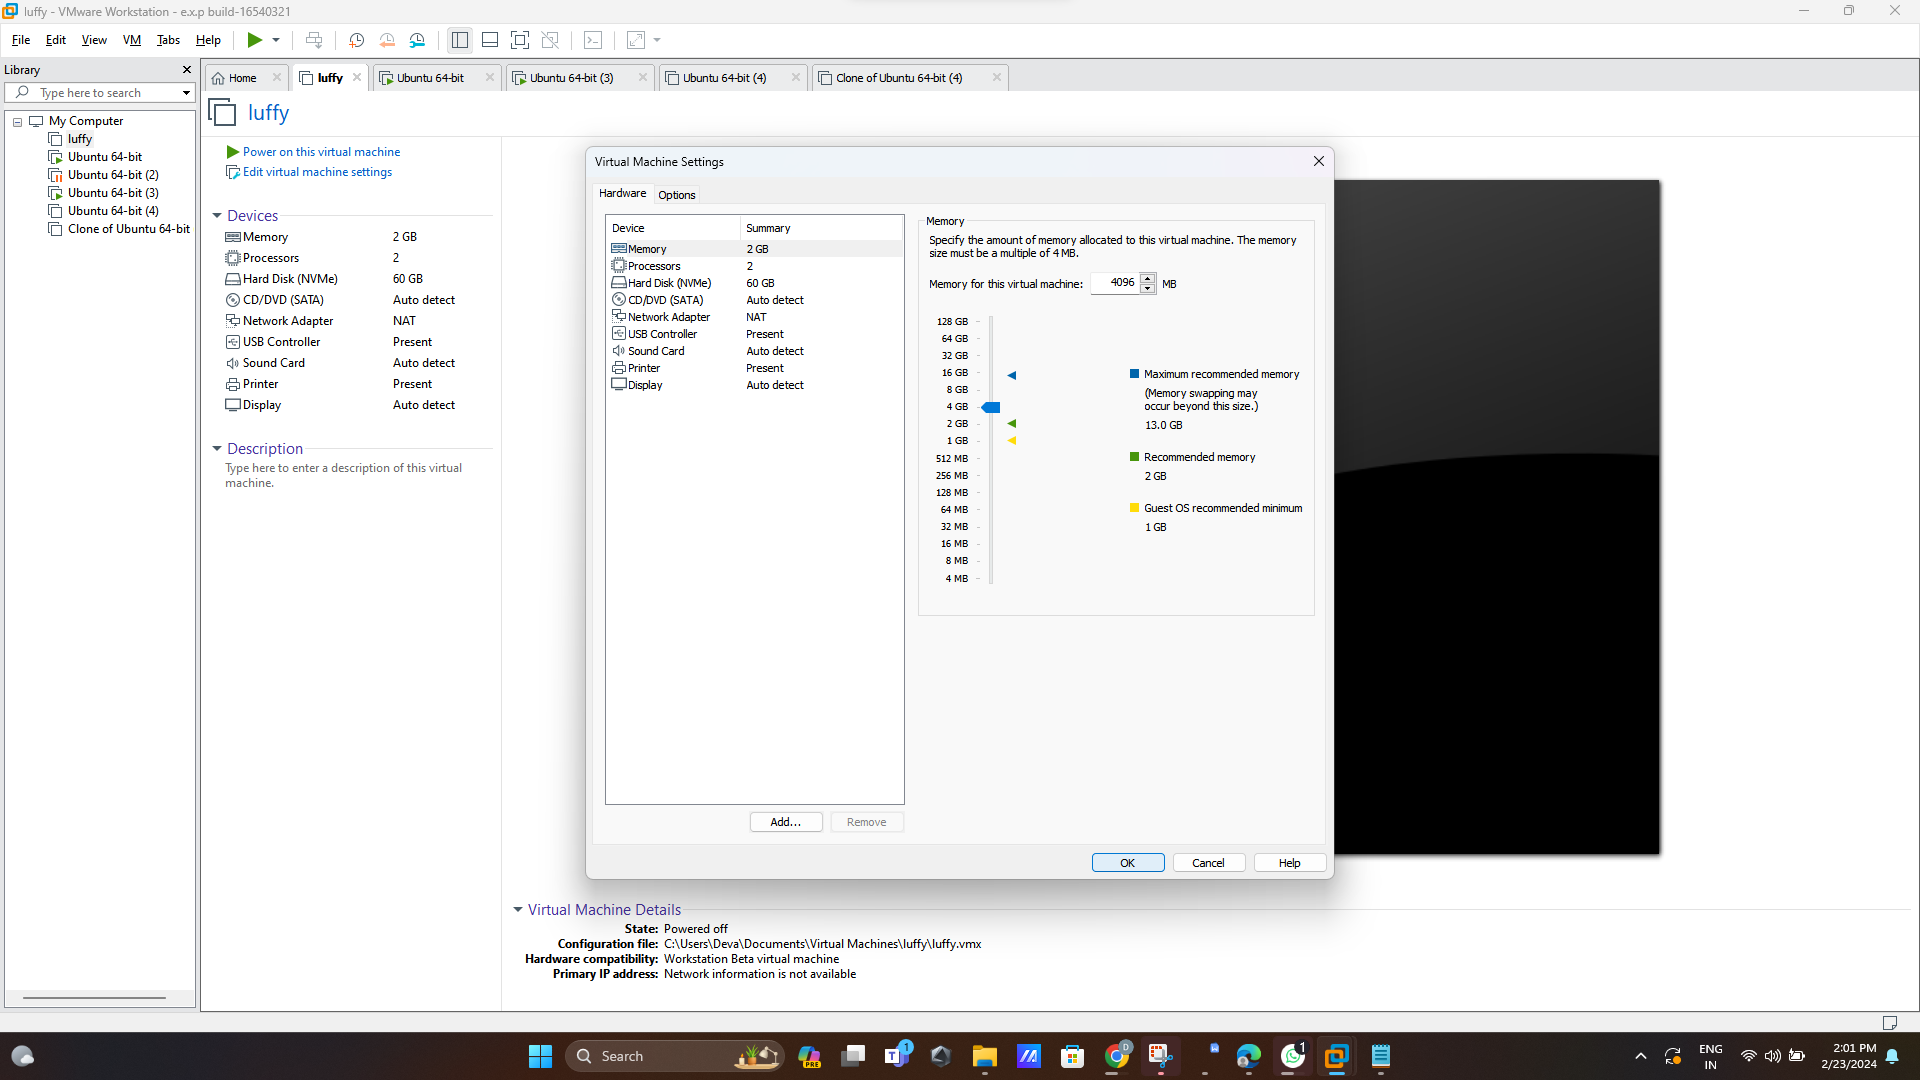 luffy - VMware Workstation - e.x.p build-16540321
File Edit View VM Tabs Help
Library
Type here to search
My Computer
luffy
Ubuntu 64-bit
Ubuntu 64-bit (2)
Ubuntu 64-bit (3)
Ubuntu 64-bit (4)
Clone of Ubuntu 64-bit
Home luffy Ubuntu 64-bit Ubuntu 64-bit (3) Ubuntu 64-bit (4) Clone of Ubuntu 64-bit (4)
luffy
Power on this virtual machine
Edit virtual machine settings
Devices
Memory 2 GB
Processors 2
Hard Disk (NVMe) 60 GB
CD/DVD (SATA) Auto detect
Network Adapter NAT
USB Controller Present
Sound Card Auto detect
Printer Present
Display Auto detect
Description
Type here to enter a description of this virtual
machine.
Virtual Machine Settings
Hardware Options
Device Summary
Memory 2 GB
Processors 2
Hard Disk (NVMe) 60 GB
CD/DVD (SATA) Auto detect
Network Adapter NAT
USB Controller Present
Sound Card Auto detect
Printer Present
Display Auto detect
Add... Remove
Memory
Specify the amount of memory allocated to this virtual machine. The memory
size must be a multiple of 4 MB.
Memory for this virtual machine: 4096 MB
128 GB
64 GB
32 GB
16 GB
8 GB
4 GB
2 GB
1 GB
512 MB
256 MB
128 MB
64 MB
32 MB
16 MB
8 MB
4 MB
Maximum recommended memory
(Memory swapping may
occur beyond this size.)
13.0 GB
Recommended memory
2 GB
Guest OS recommended minimum
1 GB
OK Cancel Help
Virtual Machine Details
State: Powered off
Configuration file: C:\Users\Deva\Documents\Virtual Machines\luffy\luffy.vmx
Hardware compatibility: Workstation Beta virtual machine
Primary IP address: Network information is not available
Search
PRE
T 1
D
1
ENG
IN
2:01 PM
2/23/2024